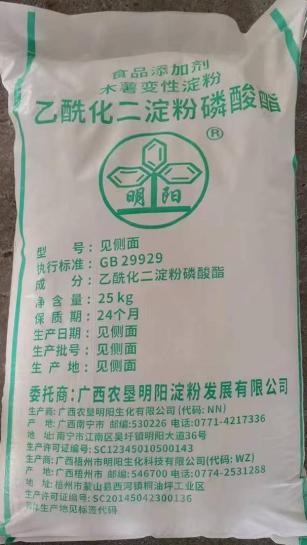 食品添加剂
木薯变性淀粉
乙酰化二淀粉磷酸酯
®
明阳
型 号: 见侧面
执行标准: GB 29929
成 分: 乙酰化二淀粉磷酸酯
净 含 量: 25kg
保 质 期: 24个月
生产日期: 见侧面
生产批号: 见侧面
生 产 地: 见侧面
委托商:广西农垦明阳淀粉发展有限公司
生产商:广西农垦明阳生化有限公司(代码:NN)
产 地:广西南宁市 邮编:530226 电话:0771-4217336
地 址:南宁市江南区吴圩镇明阳大道36号
生产许可证编号:SC12345010500143
生产商:广西梧州市明阳生化科技有限公司(代码:WZ)
产 地:广西梧州市 邮编:546700 电话:0774-2531288
地 址:梧州市蒙山县西河镇桐油坪工业区
生产许可证编号:SC20145042300136
生产地见标签代码